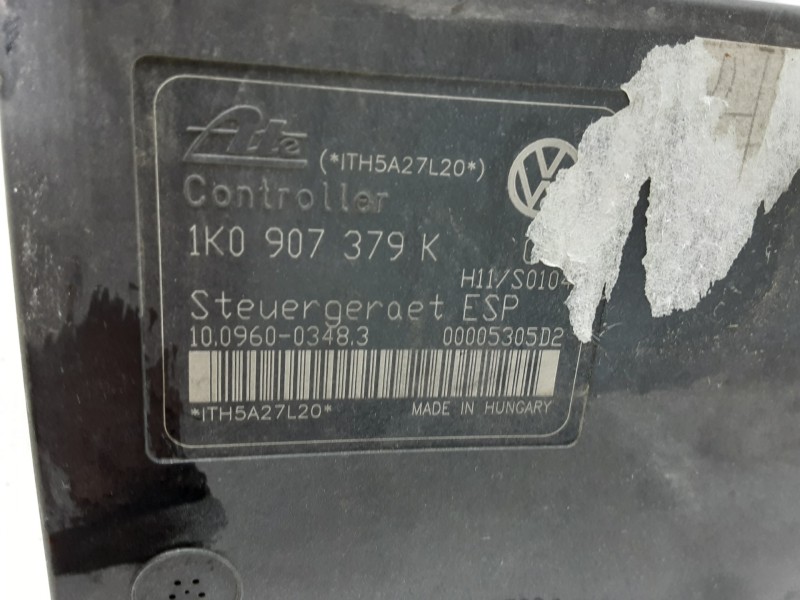 Ate (*ITH5A27L20*)
Controller
1K0 907 379 K
H11/S0104
Steuergeraet ESP
10.0960-0348.3 00005305D2
*ITH5A27L20* MADE IN HUNGARY